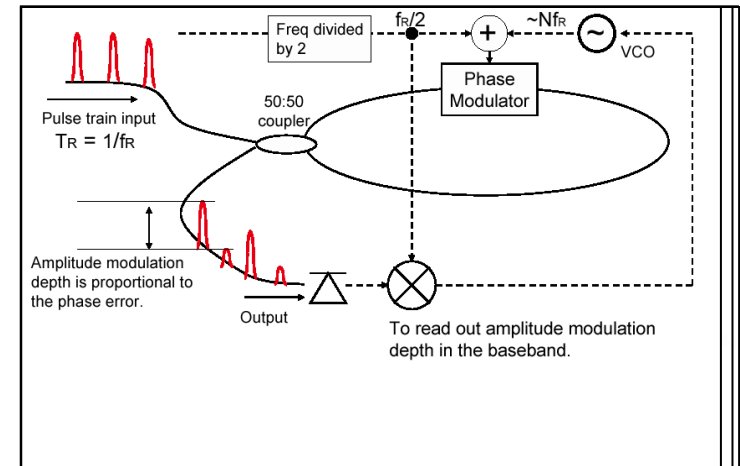 Freq divided
by 2
fR/2
+
~NfR
~
VCO
Phase
Modulator
50:50
coupler
Pulse train input
TR = 1/fR
Amplitude modulation
depth is proportional to
the phase error.
Output
To read out amplitude modulation
depth in the baseband.